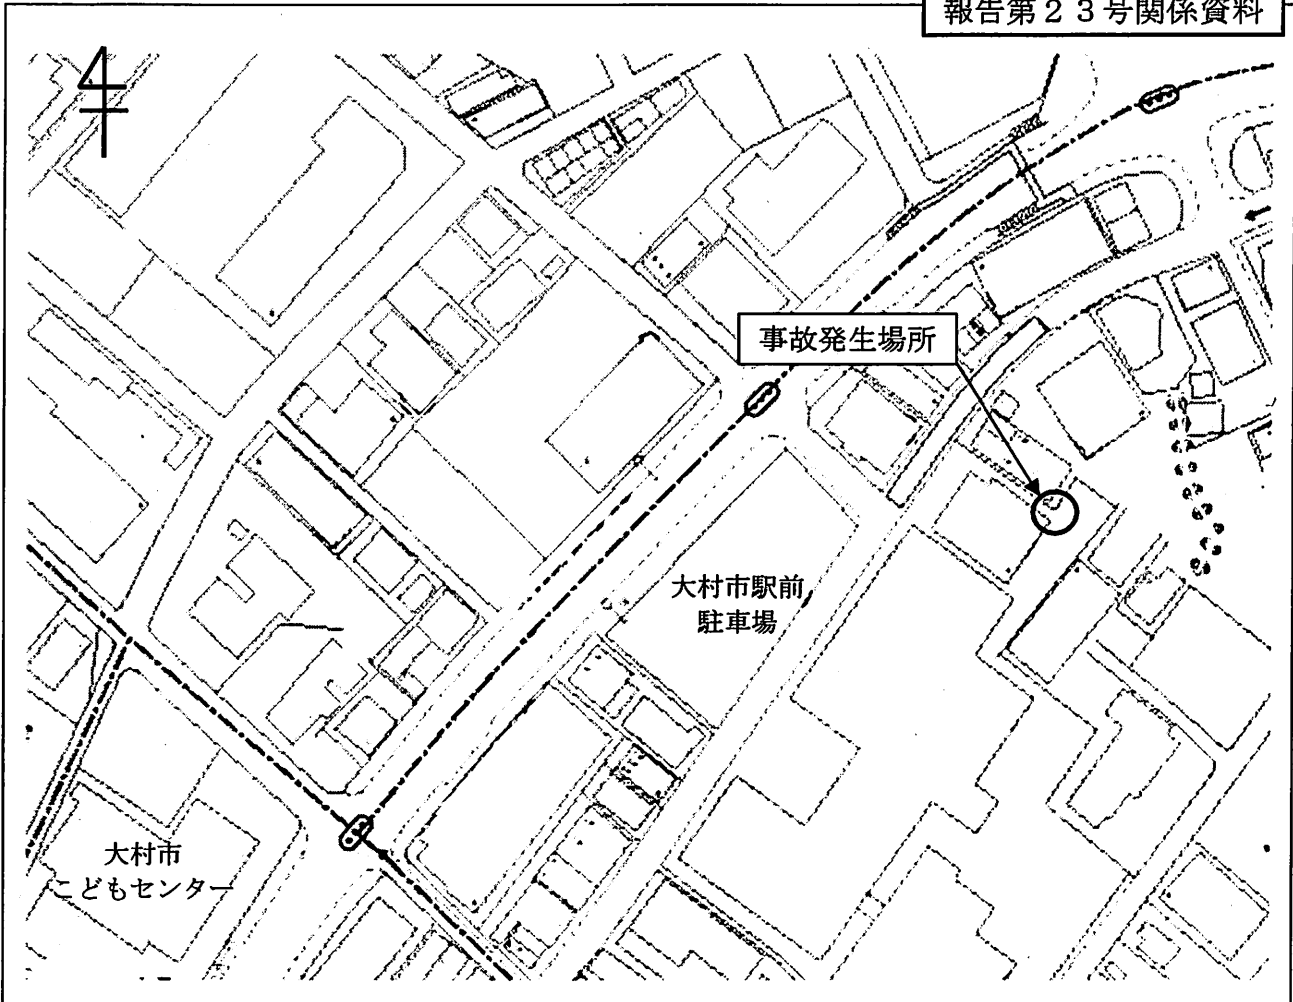 報告第２３号関係資料
事故発生場所
大村市駅前
駐車場
大村市
こどもセンター